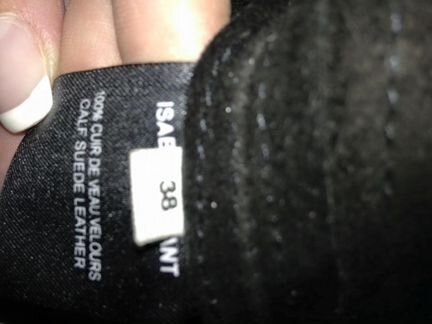 ISAB ANT
38
100% CUIR DE VEAU VELOURS
CALF SUEDE LEATHER